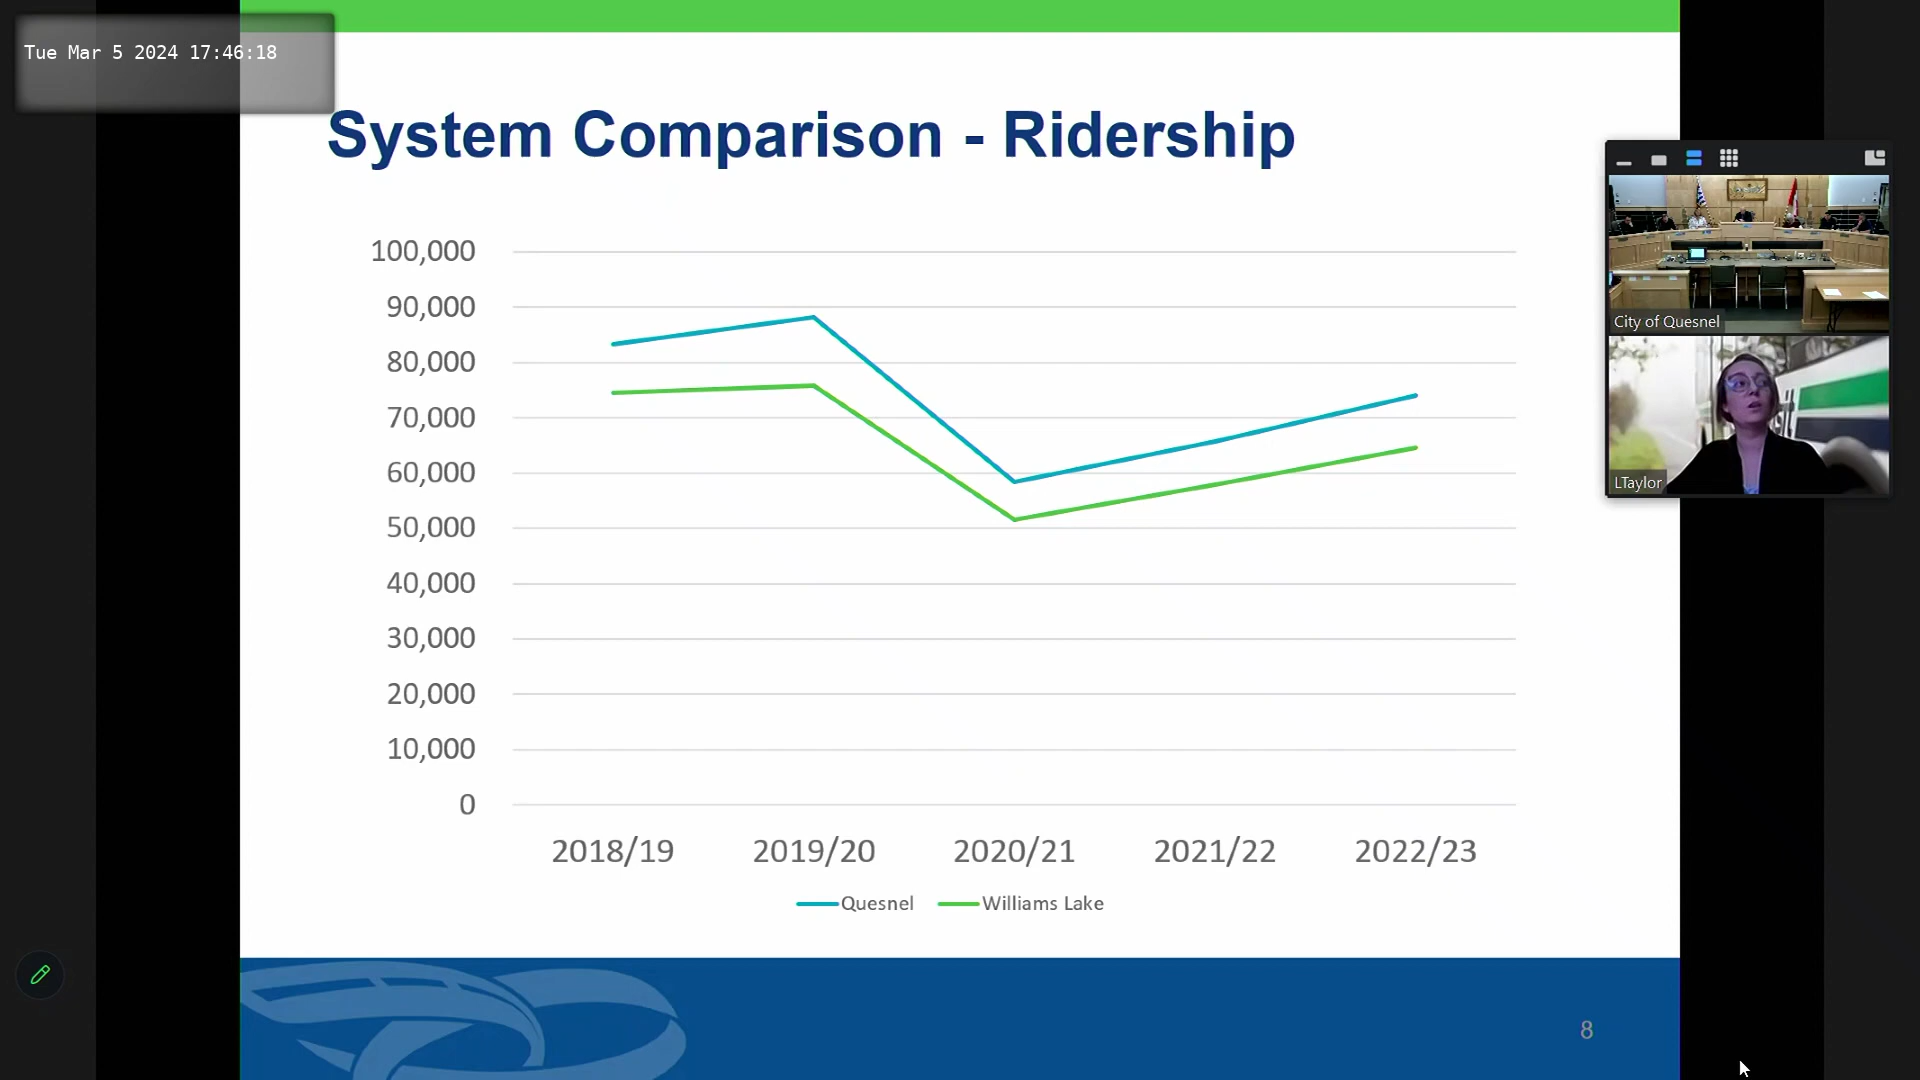 Tue Mar 5 2024 17:46:18
System Comparison - Ridership
100,000
90,000
80,000
70,000
60,000
50,000
40,000
30,000
20,000
10,000
0
2018/19 2019/20 2020/21 2021/22 2022/23
Quesnel Williams Lake
City of Quesnel
LTaylor
8